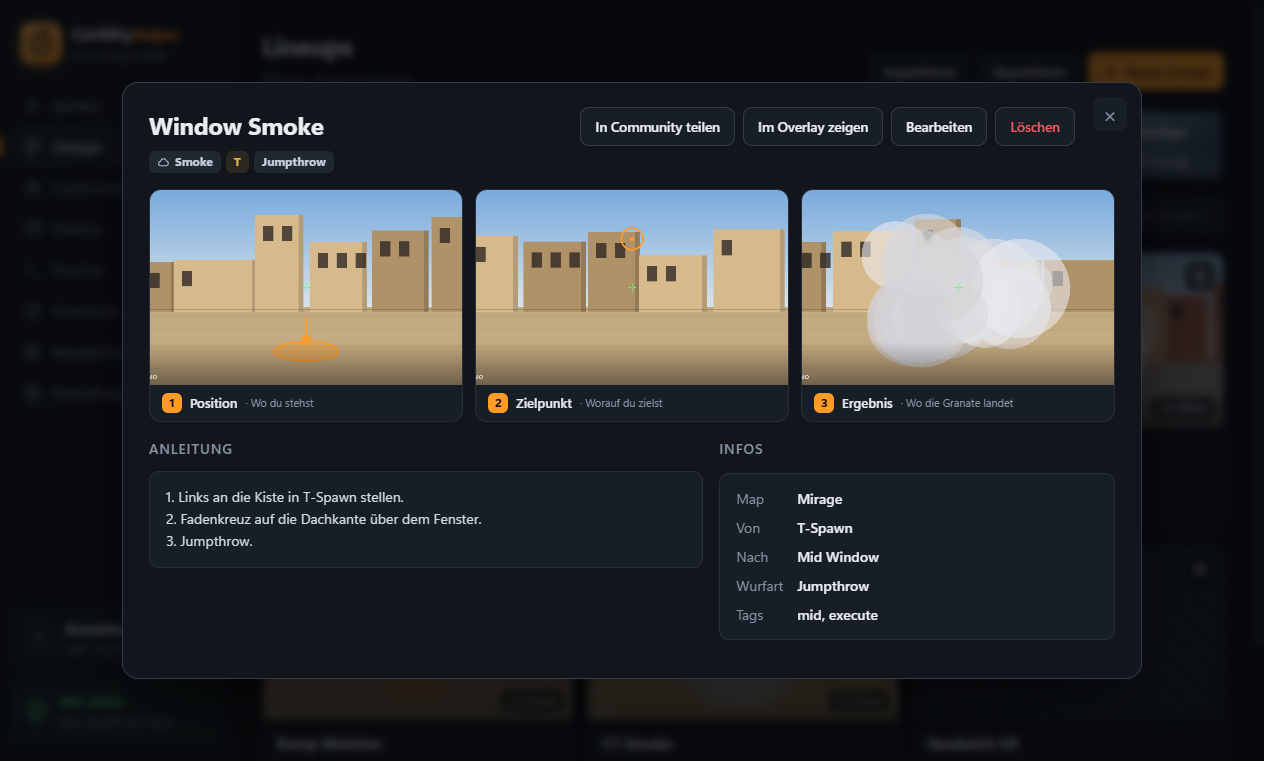 Lineups
Window Smoke
In Community teilen
Im Overlay zeigen
Bearbeiten
Löschen
Smoke
T
Jumpthrow
1 Position · Wo du stehst
2 Zielpunkt · Worauf du zielst
3 Ergebnis · Wo die Granate landet
ANLEITUNG
1. Links an die Kiste in T-Spawn stellen.
2. Fadenkreuz auf die Dachkante über dem Fenster.
3. Jumpthrow.
INFOS
Map Mirage
Von T-Spawn
Nach Mid Window
Wurfart Jumpthrow
Tags mid, execute